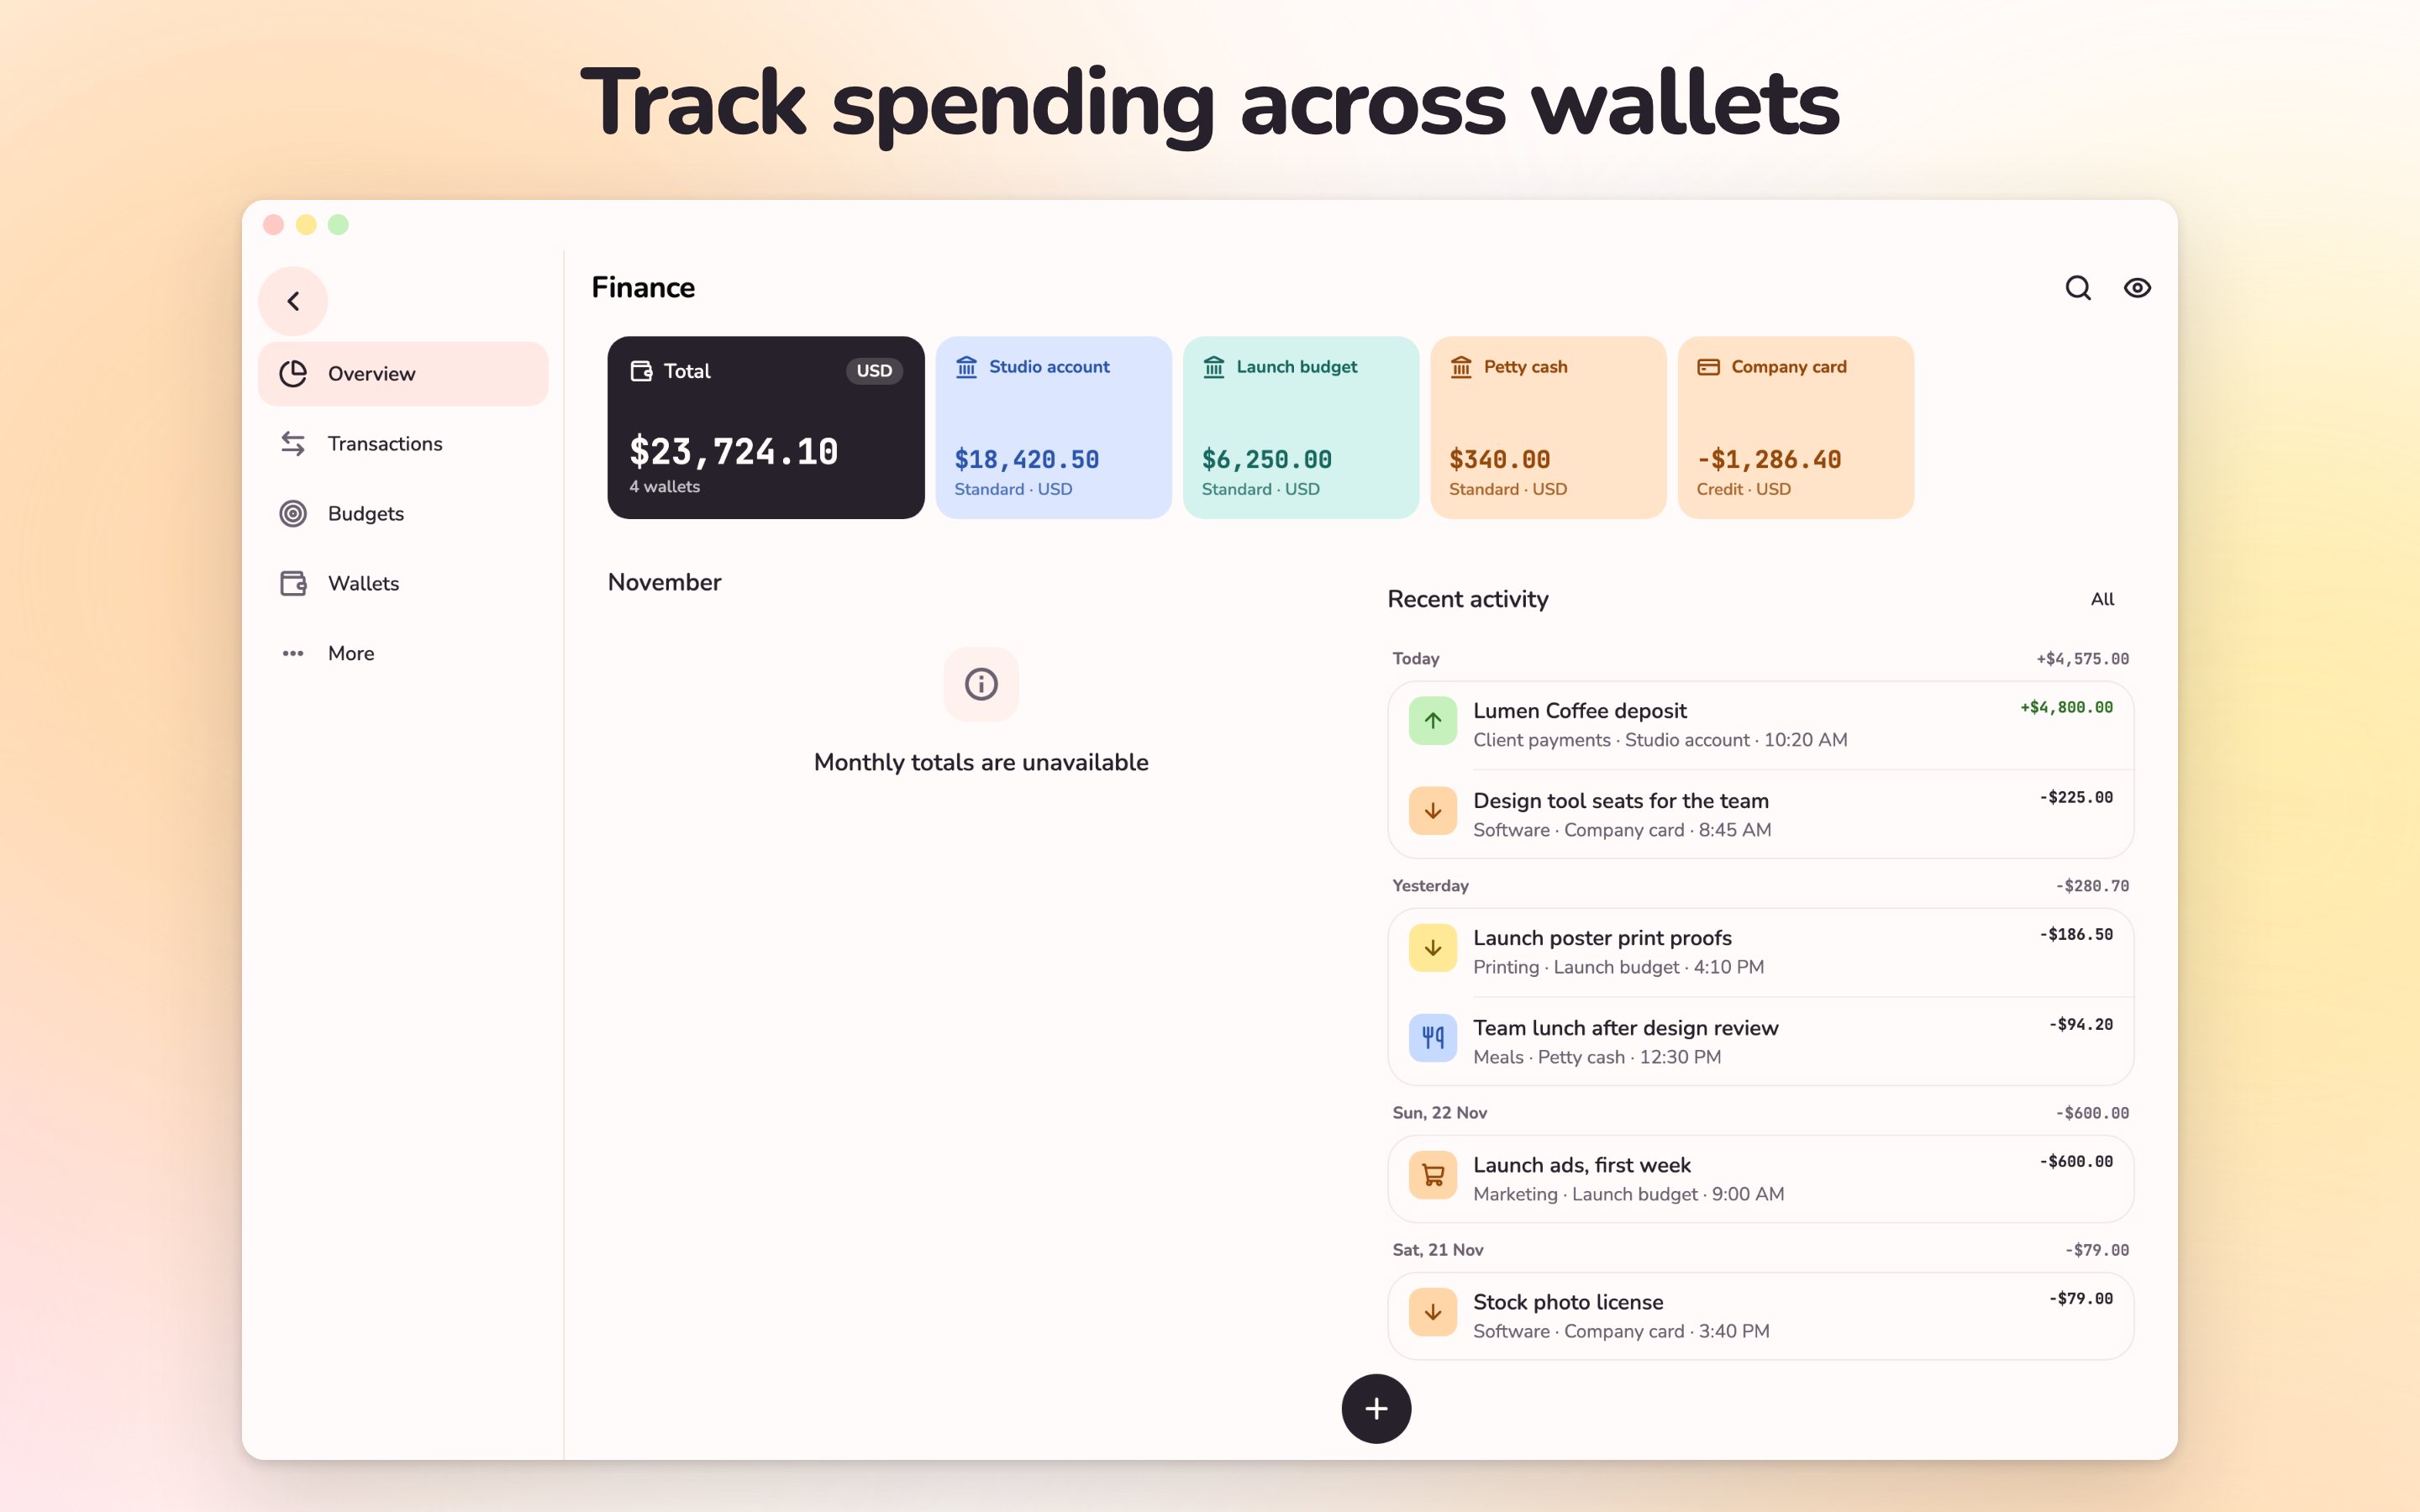 Track spending across wallets
Finance
Overview
Transactions
Budgets
Wallets
More
Total
USD
$23,724.10
4 wallets
Studio account
$18,420.50
Standard · USD
Launch budget
$6,250.00
Standard · USD
Petty cash
$340.00
Standard · USD
Company card
-$1,286.40
Credit · USD
November
Monthly totals are unavailable
Recent activity
All
Today
+$4,575.00
Lumen Coffee deposit
+$4,800.00
Client payments · Studio account · 10:20 AM
Design tool seats for the team
-$225.00
Software · Company card · 8:45 AM
Yesterday
-$280.70
Launch poster print proofs
-$186.50
Printing · Launch budget · 4:10 PM
Team lunch after design review
-$94.20
Meals · Petty cash · 12:30 PM
Sun, 22 Nov
-$600.00
Launch ads, first week
-$600.00
Marketing · Launch budget · 9:00 AM
Sat, 21 Nov
-$79.00
Stock photo license
-$79.00
Software · Company card · 3:40 PM